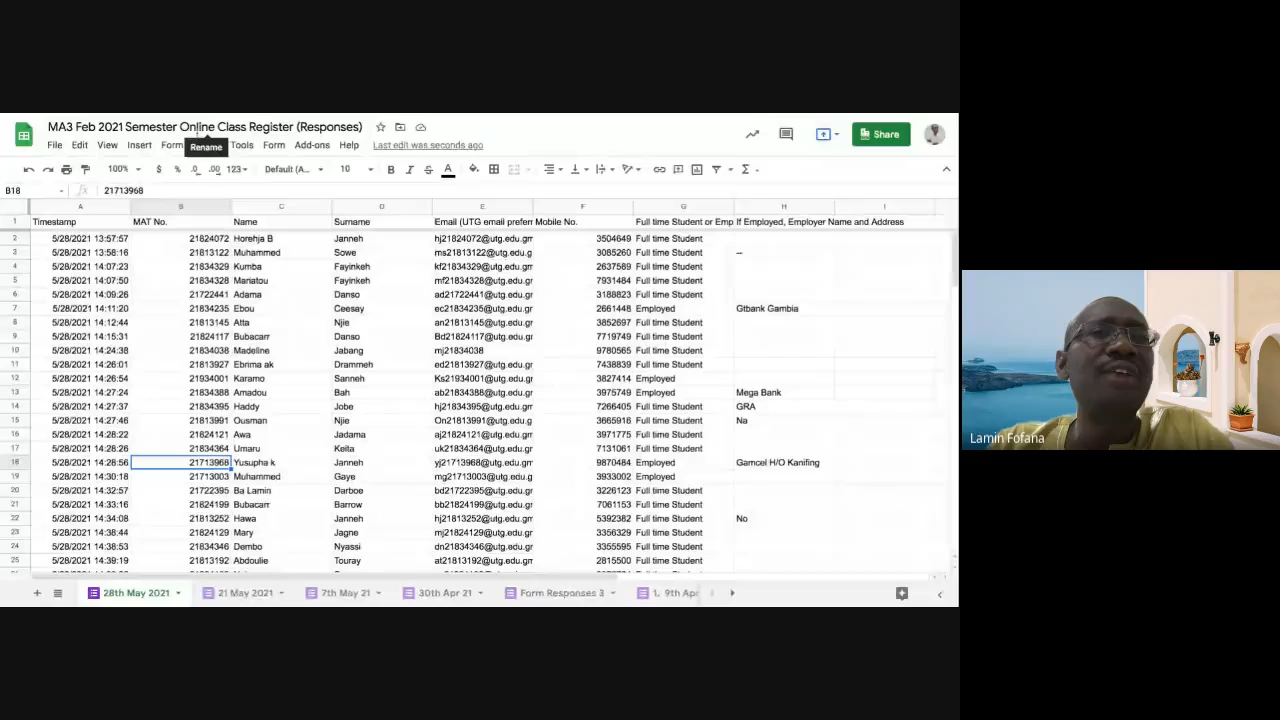 MA3 Feb 2021 Semester Online Class Register (Responses)
File Edit View Insert Form Rename Tools Form Add-ons Help Last edit was seconds ago
Share
100% $ % .0 .00 123 Default (A... 10 B I S A
B18 fx 21713968
A B C D E F G H I
1 Timestamp MAT No. Name Surname Email (UTG email prefern Mobile No. Full time Student or Emp If Employed, Employer Name and Address
2 5/28/2021 13:57:57 21824072 Horehja B Janneh hj21824072@utg.edu.gm 3504649 Full time Student
3 5/28/2021 13:58:16 21813122 Muhammed Sowe ms21813122@utg.edu.g 3085260 Full time Student --
4 5/28/2021 14:07:23 21834329 Kumba Fayinkeh kf21834329@utg.edu.gm 2637589 Full time Student
5 5/28/2021 14:07:50 21834328 Mariatou Fayinkeh mf21834328@utg.edu.g 7931484 Full time Student
6 5/28/2021 14:09:26 21722441 Adama Danso ad21722441@utg.edu.g 3188823 Full time Student
7 5/28/2021 14:11:20 21834235 Ebou Ceesay ec21834235@utg.edu.g 2661448 Employed Gtbank Gambia
8 5/28/2021 14:12:44 21813145 Atta Njie an21813145@utg.edu.g 3852697 Full time Student
9 5/28/2021 14:15:31 21824117 Bubacarr Danso Bd21824117@utg.edu.g 7719749 Full time Student
10 5/28/2021 14:24:38 21834038 Madeline Jabang mj21834038 9780565 Full time Student
11 5/28/2021 14:26:01 21813927 Ebrima ak Drammeh ed21813927@utg.edu.g 7438839 Full time Student
12 5/28/2021 14:26:54 21934001 Karamo Sanneh Ks21934001@utg.edu.g 3827414 Employed
13 5/28/2021 14:27:24 21834388 Amadou Bah ab21834388@utg.edu.g 3975749 Employed Mega Bank
14 5/28/2021 14:27:37 21834395 Haddy Jobe hj21834395@utg.edu.gm 7266405 Full time Student GRA
15 5/28/2021 14:27:46 21813991 Ousman Njie On21813991@utg.edu.g 3665916 Full time Student Na
16 5/28/2021 14:28:22 21824121 Awa Jadama aj21824121@utg.edu.gm 3971775 Full time Student
17 5/28/2021 14:28:26 21834364 Umaru Keita uk21834364@utg.edu.g 7131061 Full time Student
18 5/28/2021 14:28:56 21713968 Yusupha k Janneh yj21713968@utg.edu.gm 9870484 Employed Gamcel H/O Kanifing
19 5/28/2021 14:30:18 21713003 Muhammed Gaye mg21713003@utg.edu.g 3933002 Employed
20 5/28/2021 14:32:57 21722395 Ba Lamin Darboe bd21722395@utg.edu.g 3226123 Full time Student
21 5/28/2021 14:33:16 21824199 Bubacarr Barrow bb21824199@utg.edu.g 7061153 Full time Student
22 5/28/2021 14:34:08 21813252 Hawa Janneh hj21813252@utg.edu.gm 5392382 Full time Student No
23 5/28/2021 14:38:44 21824129 Mary Jagne mj21824129@utg.edu.g 3356329 Full time Student
24 5/28/2021 14:38:53 21834346 Dembo Nyassi dn21834346@utg.edu.g 3355595 Full time Student
25 5/28/2021 14:39:19 21813192 Abdoulie Touray at21813192@utg.edu.g 2815500 Full time Student
28th May 2021 21 May 2021 7th May 21 30th Apr 21 Form Responses 3 1. 9th Apr
Lamin Fofana